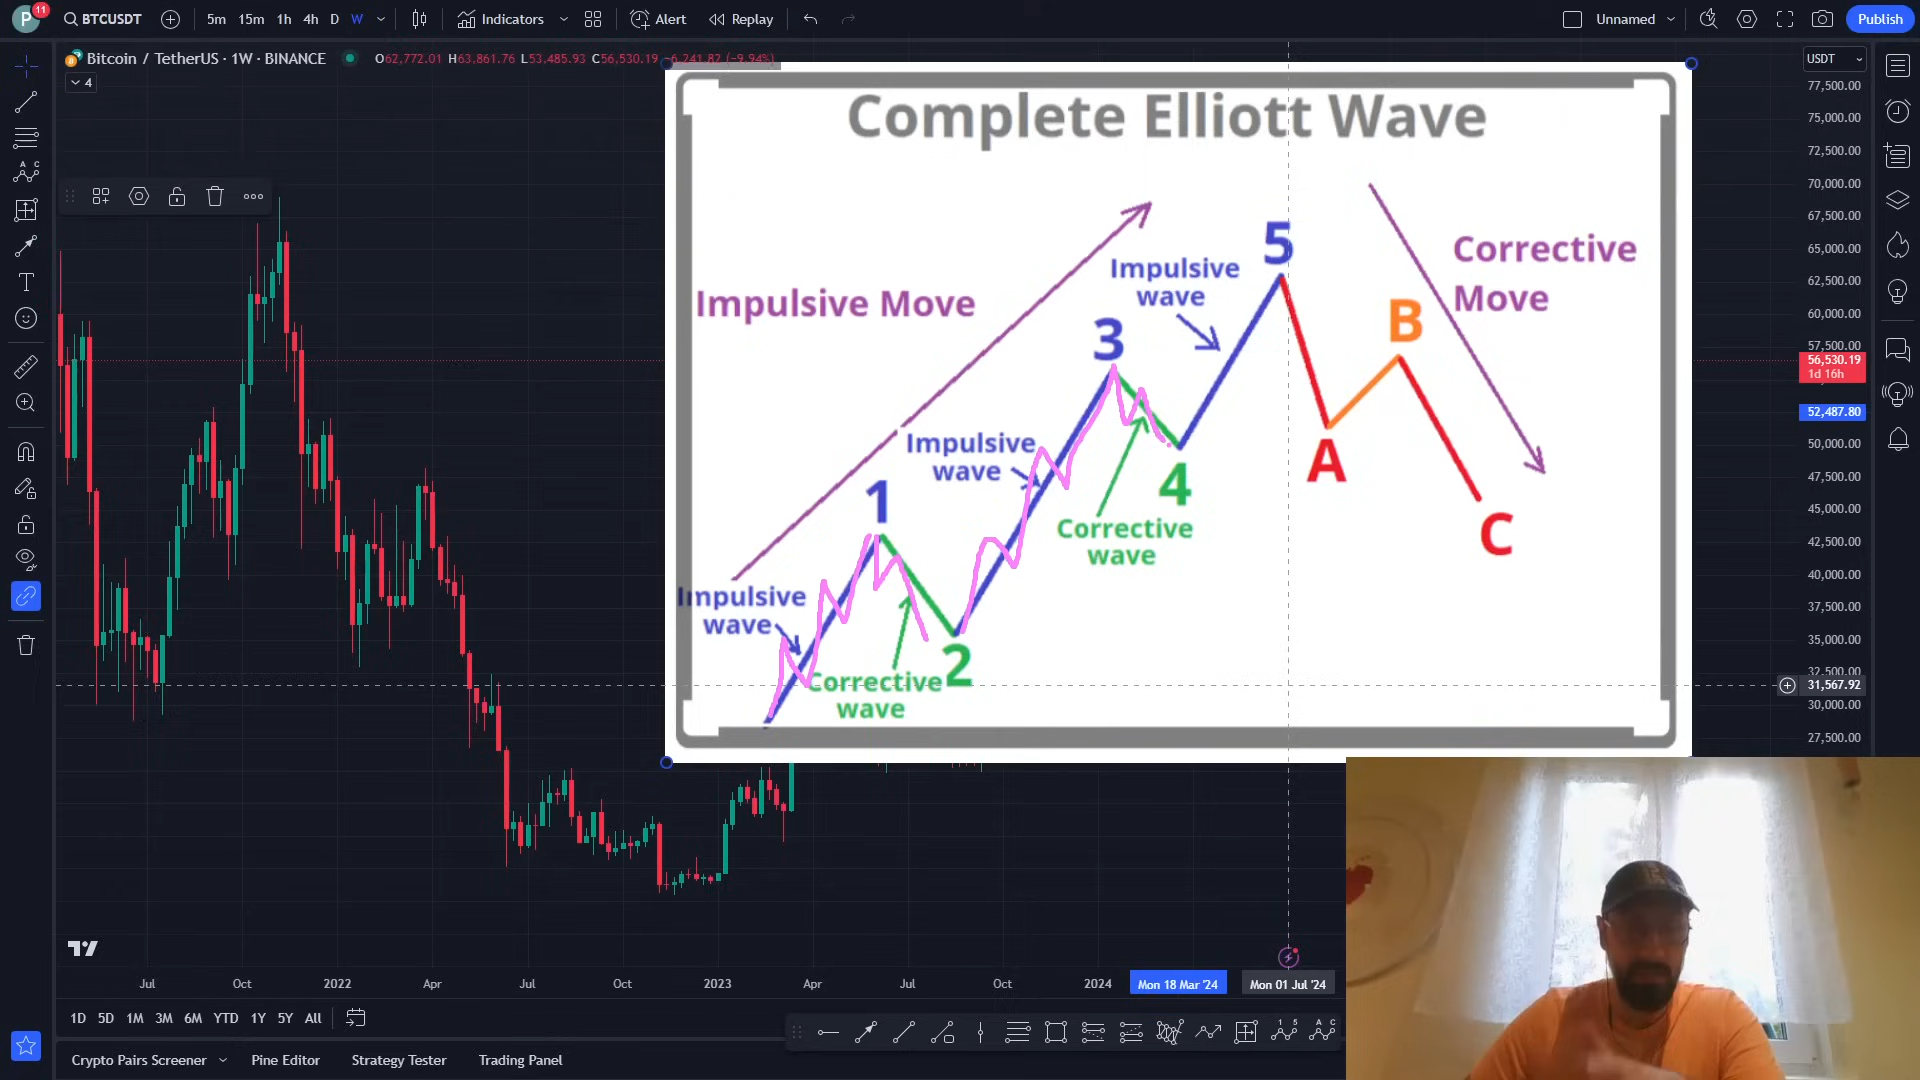 P
11
BTCUSDT
5m 15m 1h 4h D W
Indicators
Alert
Replay
Unnamed
Publish
Bitcoin / TetherUS · 1W · BINANCE
O62,772.01 H63,861.76 L53,485.93 C56,530.19 −6,241.82 (−9.94%)
4
USDT
77,500.00
75,000.00
72,500.00
70,000.00
67,500.00
65,000.00
62,500.00
60,000.00
57,500.00
56,530.19
1d 16h
52,487.80
50,000.00
47,500.00
45,000.00
42,500.00
40,000.00
37,500.00
35,000.00
32,500.00
31,567.92
30,000.00
27,500.00
Complete Elliott Wave
Impulsive Move
Corrective
Move
Impulsive
wave
5
3
B
Impulsive
wave
1
A
4
C
Corrective
wave
Impulsive
wave
2
Corrective
wave
Jul Oct 2022 Apr Jul Oct 2023 Apr Jul Oct 2024 Mon 18 Mar '24 Mon 01 Jul '24
1D 5D 1M 3M 6M YTD 1Y 5Y All
Crypto Pairs Screener Pine Editor Strategy Tester Trading Panel